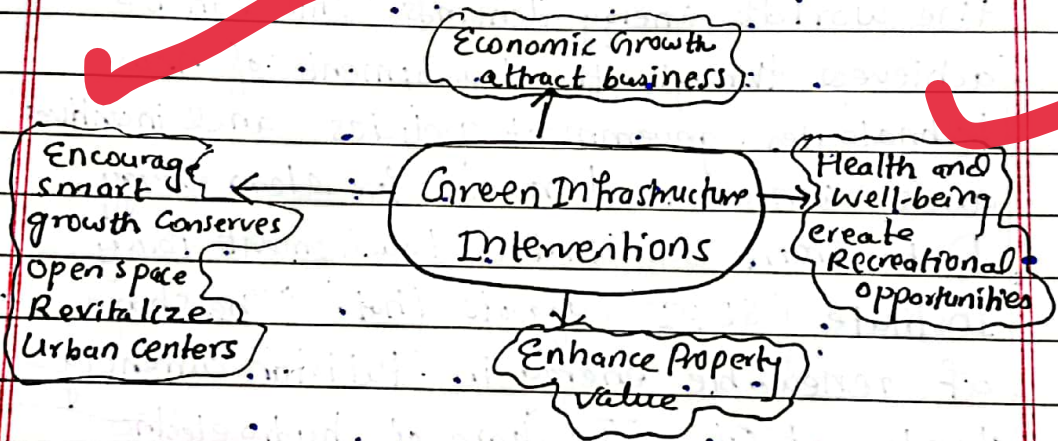 Economic Growth
attract business
Encourage
smart
growth conserves
open space
Revitalize
Urban centers
Green Infrastructure
Interventions
Health and
well-being
create
Recreational
opportunities
Enhance Property
value